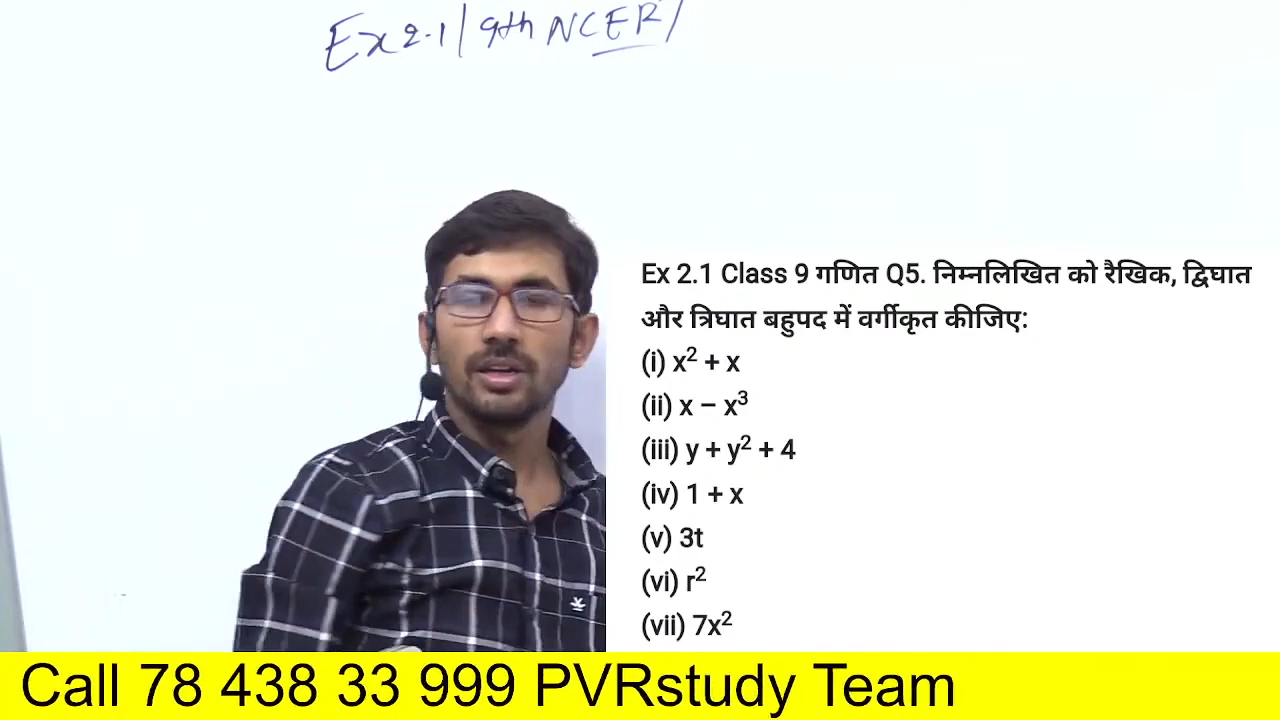 Ex 2.1 | 9th NCER
Ex 2.1 Class 9 गणित Q5. निम्नलिखित को रैखिक, द्विघात
और त्रिघात बहुपद में वर्गीकृत कीजिए:
(i) x² + x
(ii) x – x³
(iii) y + y² + 4
(iv) 1 + x
(v) 3t
(vi) r²
(vii) 7x²
Call 78 438 33 999 PVRstudy Team